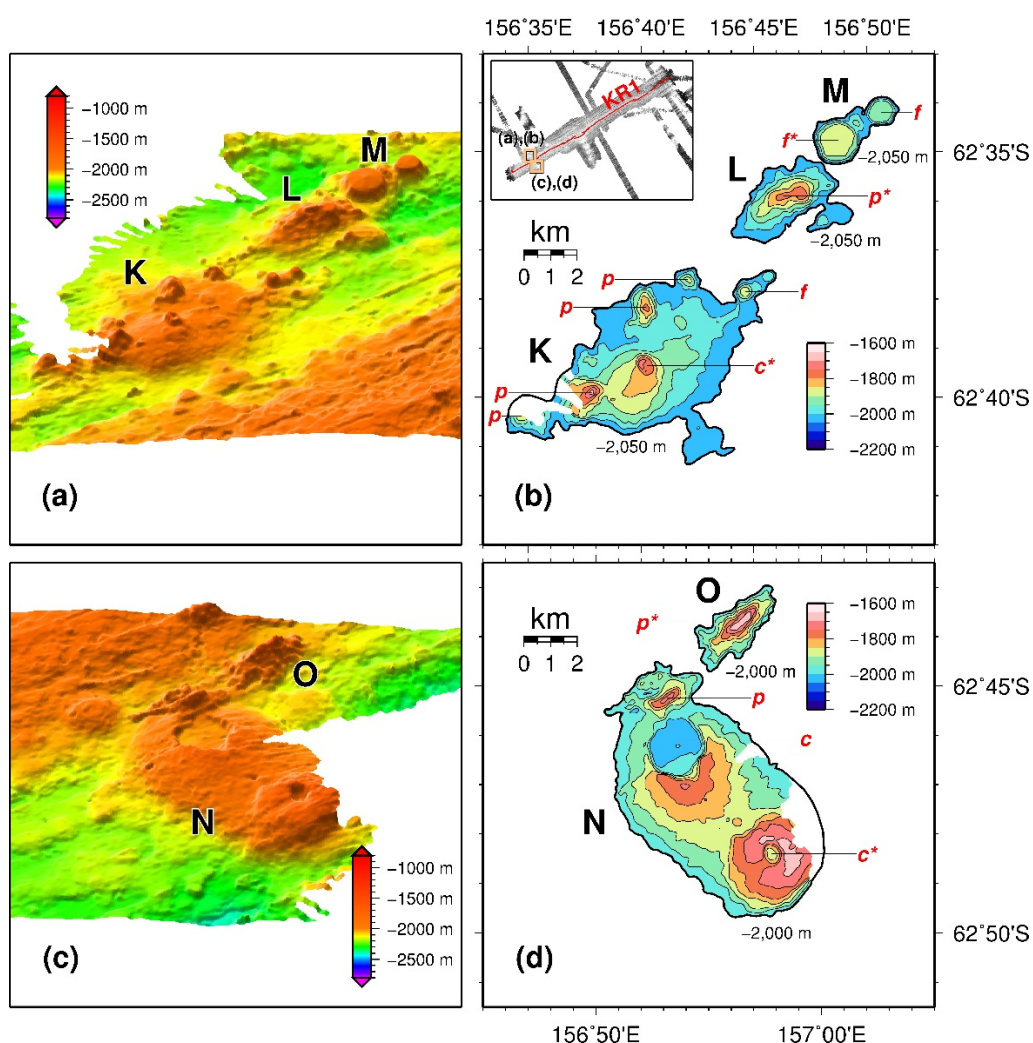 156°35'E 156°40'E 156°45'E 156°50'E
−1000 m
−1500 m
−2000 m
−2500 m
M
L
K
(a)
KR1
(a),(b)
(c),(d)
M
f
f*
−2,050 m
62°35'S
L
p*
−2,050 m
km
0 1 2
p
p
f
K
c*
−1600 m
−1800 m
−2000 m
−2200 m
p
p
62°40'S
−2,050 m
(b)
O
N
−1000 m
−1500 m
−2000 m
−2500 m
(c)
O
km
0 1 2
p*
−2,000 m
−1600 m
−1800 m
−2000 m
−2200 m
62°45'S
p
c
N
c*
−2,000 m
62°50'S
(d)
156°50'E 157°00'E